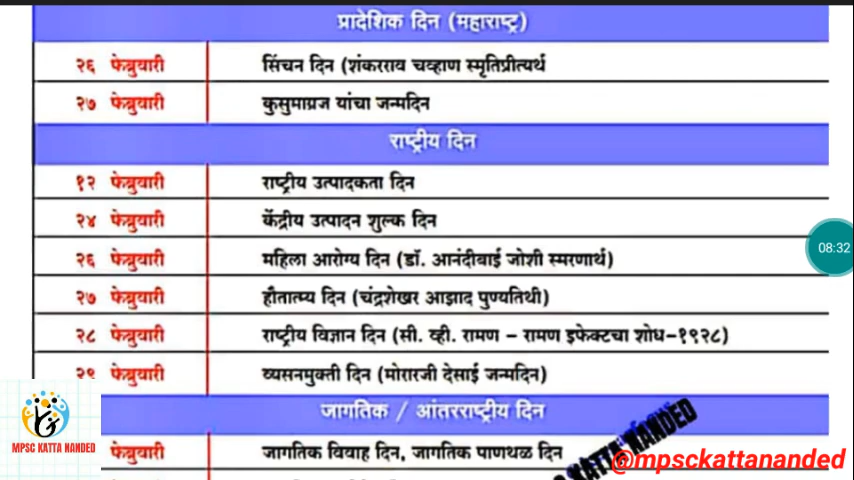 प्रादेशिक दिन (महाराष्ट्र)
२६ फेब्रुवारी सिंचन दिन (शंकरराव चव्हाण स्मृतिप्रीत्यर्थ
२७ फेब्रुवारी कुसुमाग्रज यांचा जन्मदिन
राष्ट्रीय दिन
१२ फेब्रुवारी राष्ट्रीय उत्पादकता दिन
२४ फेब्रुवारी केंद्रीय उत्पादन शुल्क दिन
08:32
२६ फेब्रुवारी महिला आरोग्य दिन (डॉ. आनंदीबाई जोशी स्मरणार्थ)
२७ फेब्रुवारी हौतात्म्य दिन (चंद्रशेखर आझाद पुण्यतिथी)
२८ फेब्रुवारी राष्ट्रीय विज्ञान दिन (सी. व्ही. रामण – रामण इफेक्टचा शोध-१९२८)
२९ फेब्रुवारी व्यसनमुक्ती दिन (मोरारजी देसाई जन्मदिन)
जागतिक / आंतरराष्ट्रीय दिन
फेब्रुवारी जागतिक विवाह दिन, जागतिक पाणथळ दिन
MPSC KATTA NANDED
KATTA NANDED
@mpsckattananded